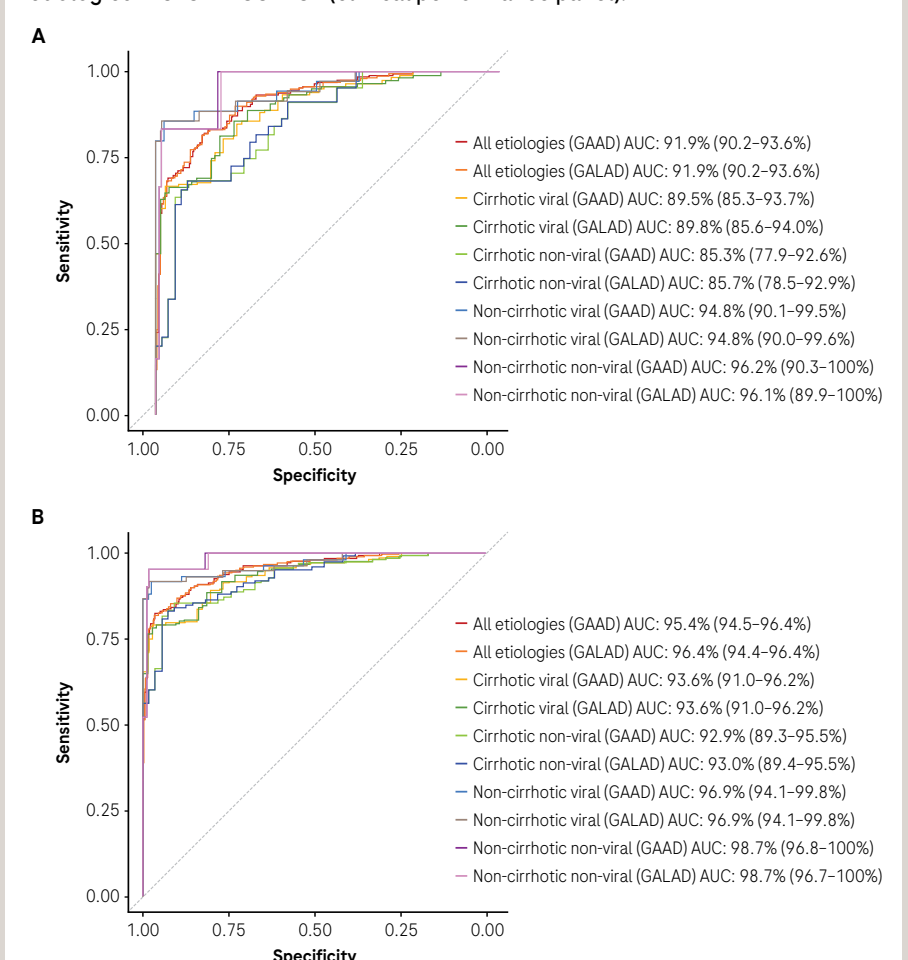 A
1.00
0.75
0.50
0.25
0.00
Sensitivity
1.00 0.75 0.50 0.25 0.00
Specificity
All etiologies (GAAD) AUC: 91.9% (90.2–93.6%)
All etiologies (GALAD) AUC: 91.9% (90.2–93.6%)
Cirrhotic viral (GAAD) AUC: 89.5% (85.3–93.7%)
Cirrhotic viral (GALAD) AUC: 89.8% (85.6–94.0%)
Cirrhotic non-viral (GAAD) AUC: 85.3% (77.9–92.6%)
Cirrhotic non-viral (GALAD) AUC: 85.7% (78.5–92.9%)
Non-cirrhotic viral (GAAD) AUC: 94.8% (90.1–99.5%)
Non-cirrhotic viral (GALAD) AUC: 94.8% (90.0–99.6%)
Non-cirrhotic non-viral (GAAD) AUC: 96.2% (90.3–100%)
Non-cirrhotic non-viral (GALAD) AUC: 96.1% (89.9–100%)
B
1.00
0.75
0.50
0.25
0.00
Sensitivity
1.00 0.75 0.50 0.25 0.00
Specificity
All etiologies (GAAD) AUC: 95.4% (94.5–96.4%)
All etiologies (GALAD) AUC: 96.4% (94.4–96.4%)
Cirrhotic viral (GAAD) AUC: 93.6% (91.0–96.2%)
Cirrhotic viral (GALAD) AUC: 93.6% (91.0–96.2%)
Cirrhotic non-viral (GAAD) AUC: 92.9% (89.3–95.5%)
Cirrhotic non-viral (GALAD) AUC: 93.0% (89.4–95.5%)
Non-cirrhotic viral (GAAD) AUC: 96.9% (94.1–99.8%)
Non-cirrhotic viral (GALAD) AUC: 96.9% (94.1–99.8%)
Non-cirrhotic non-viral (GAAD) AUC: 98.7% (96.8–100%)
Non-cirrhotic non-viral (GALAD) AUC: 98.7% (96.7–100%)